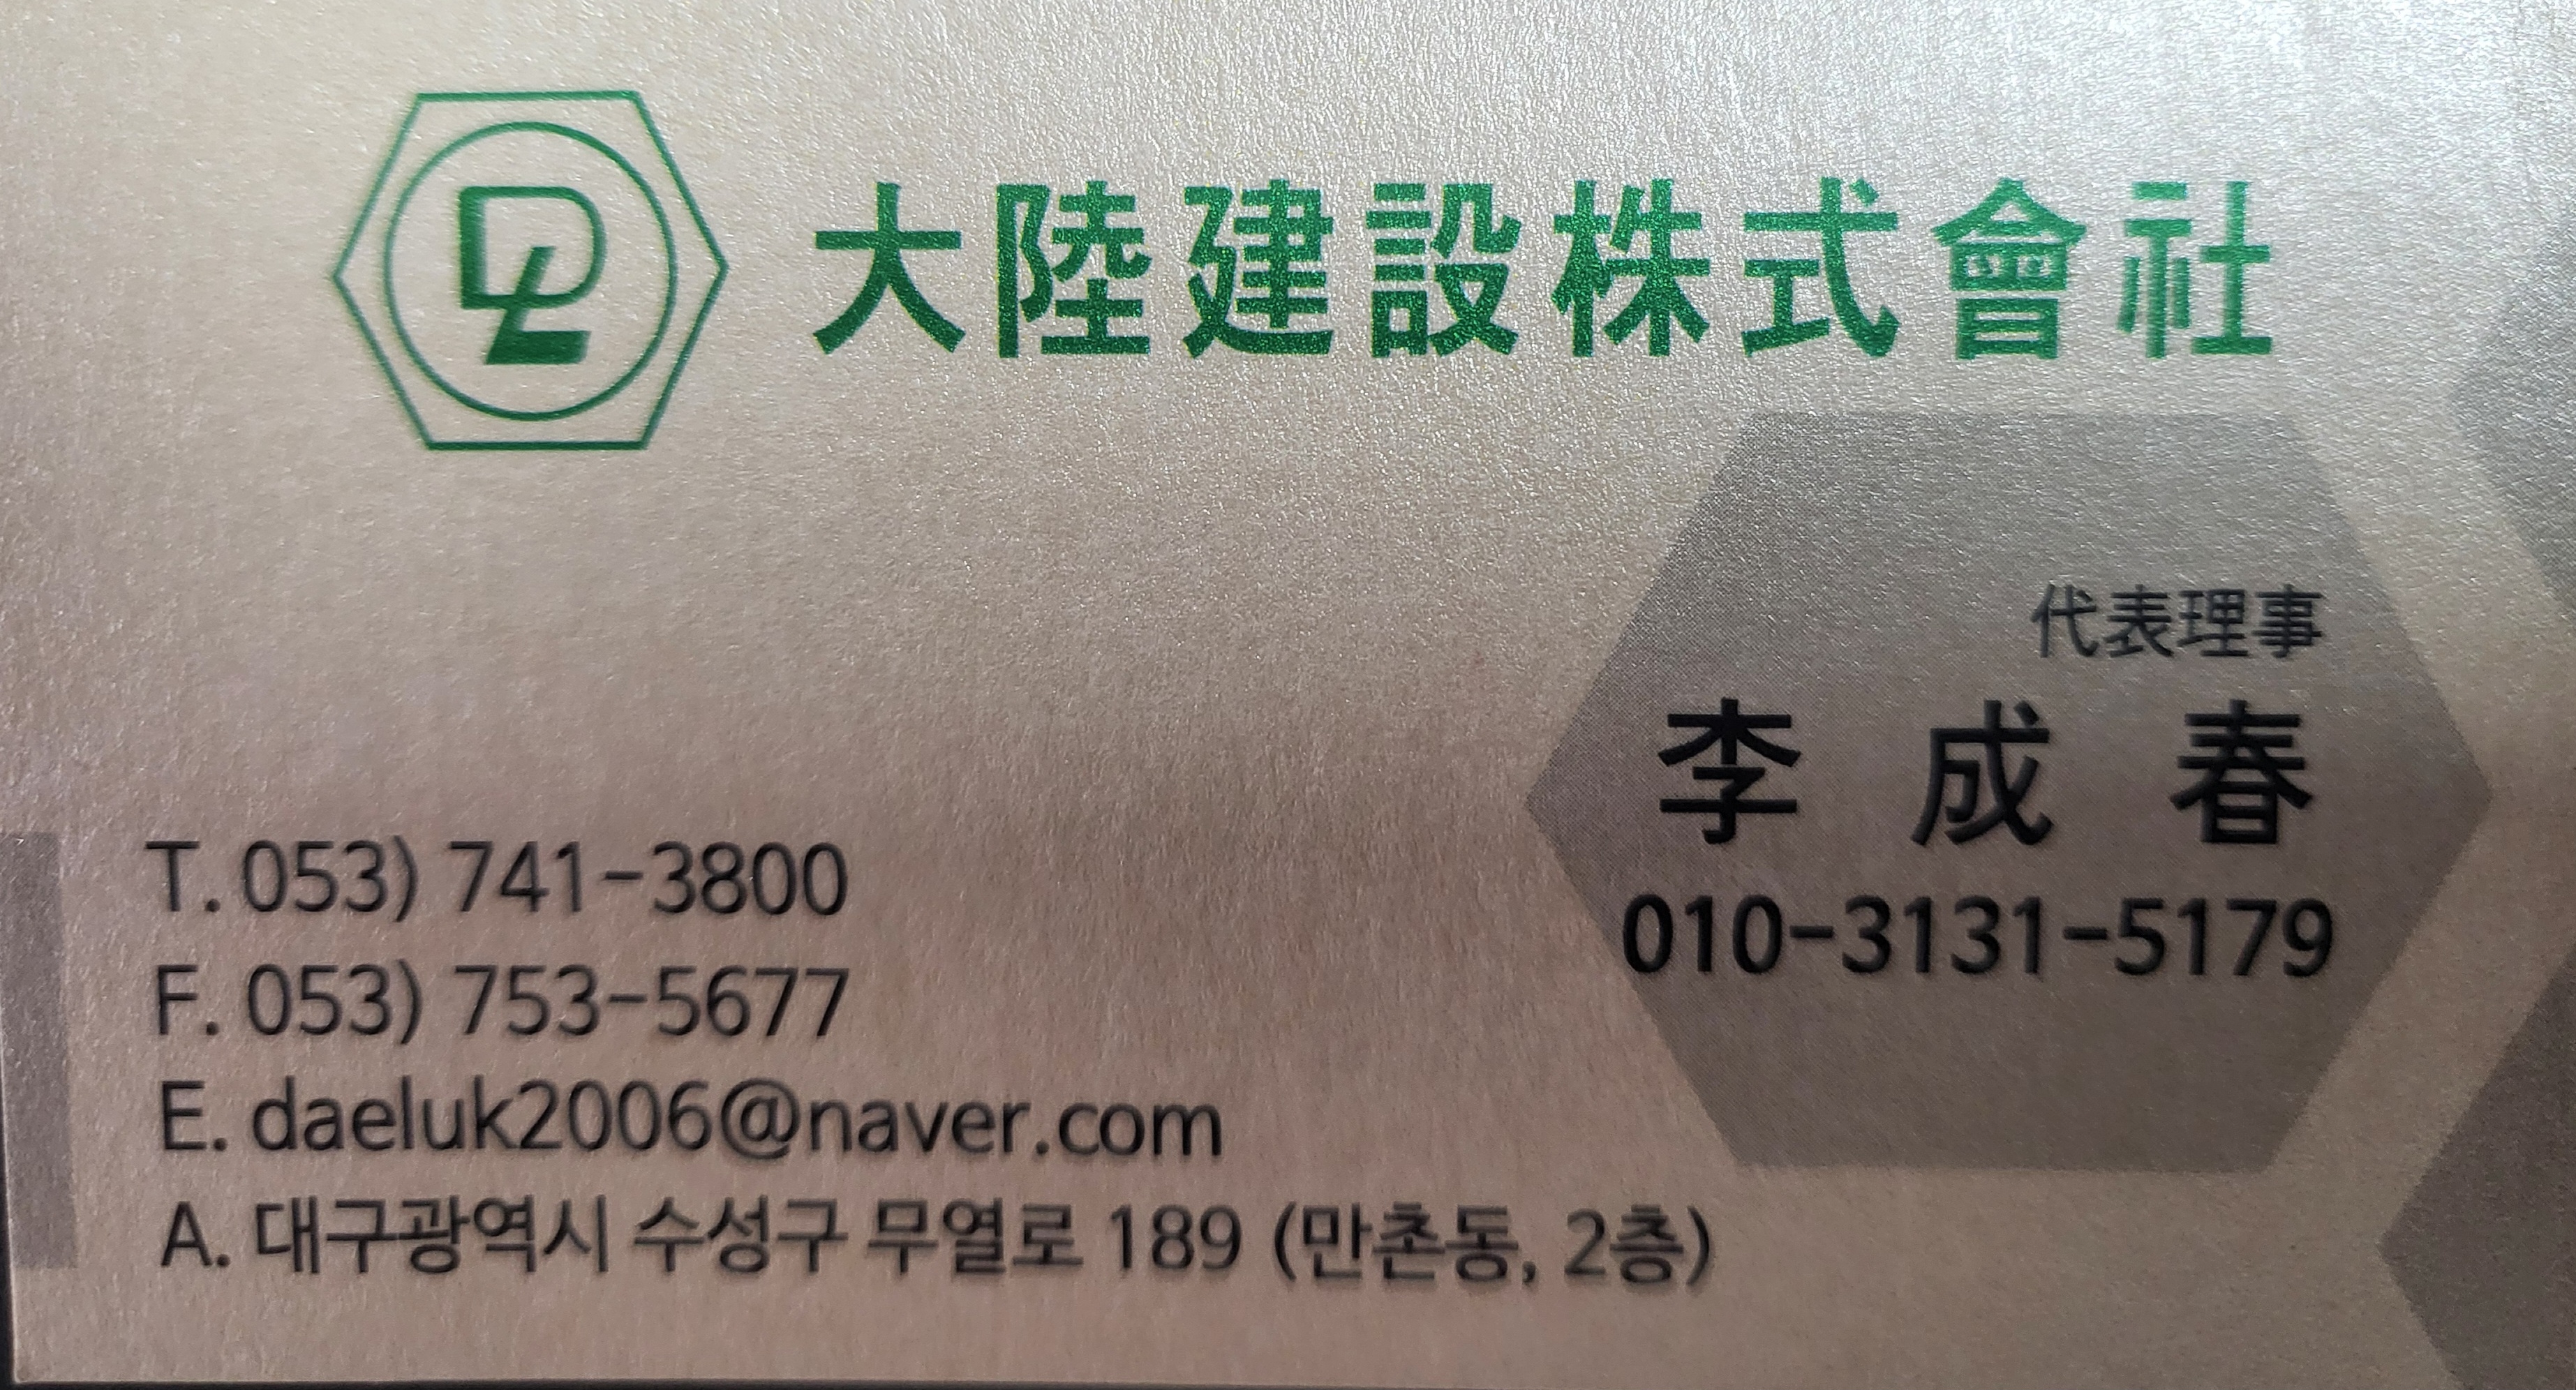 DL 大陸建設株式會社
代表理事
李 成 春
010-3131-5179
T. 053) 741-3800
F. 053) 753-5677
E. daeluk2006@naver.com
A. 대구광역시 수성구 무열로 189 (만촌동, 2층)